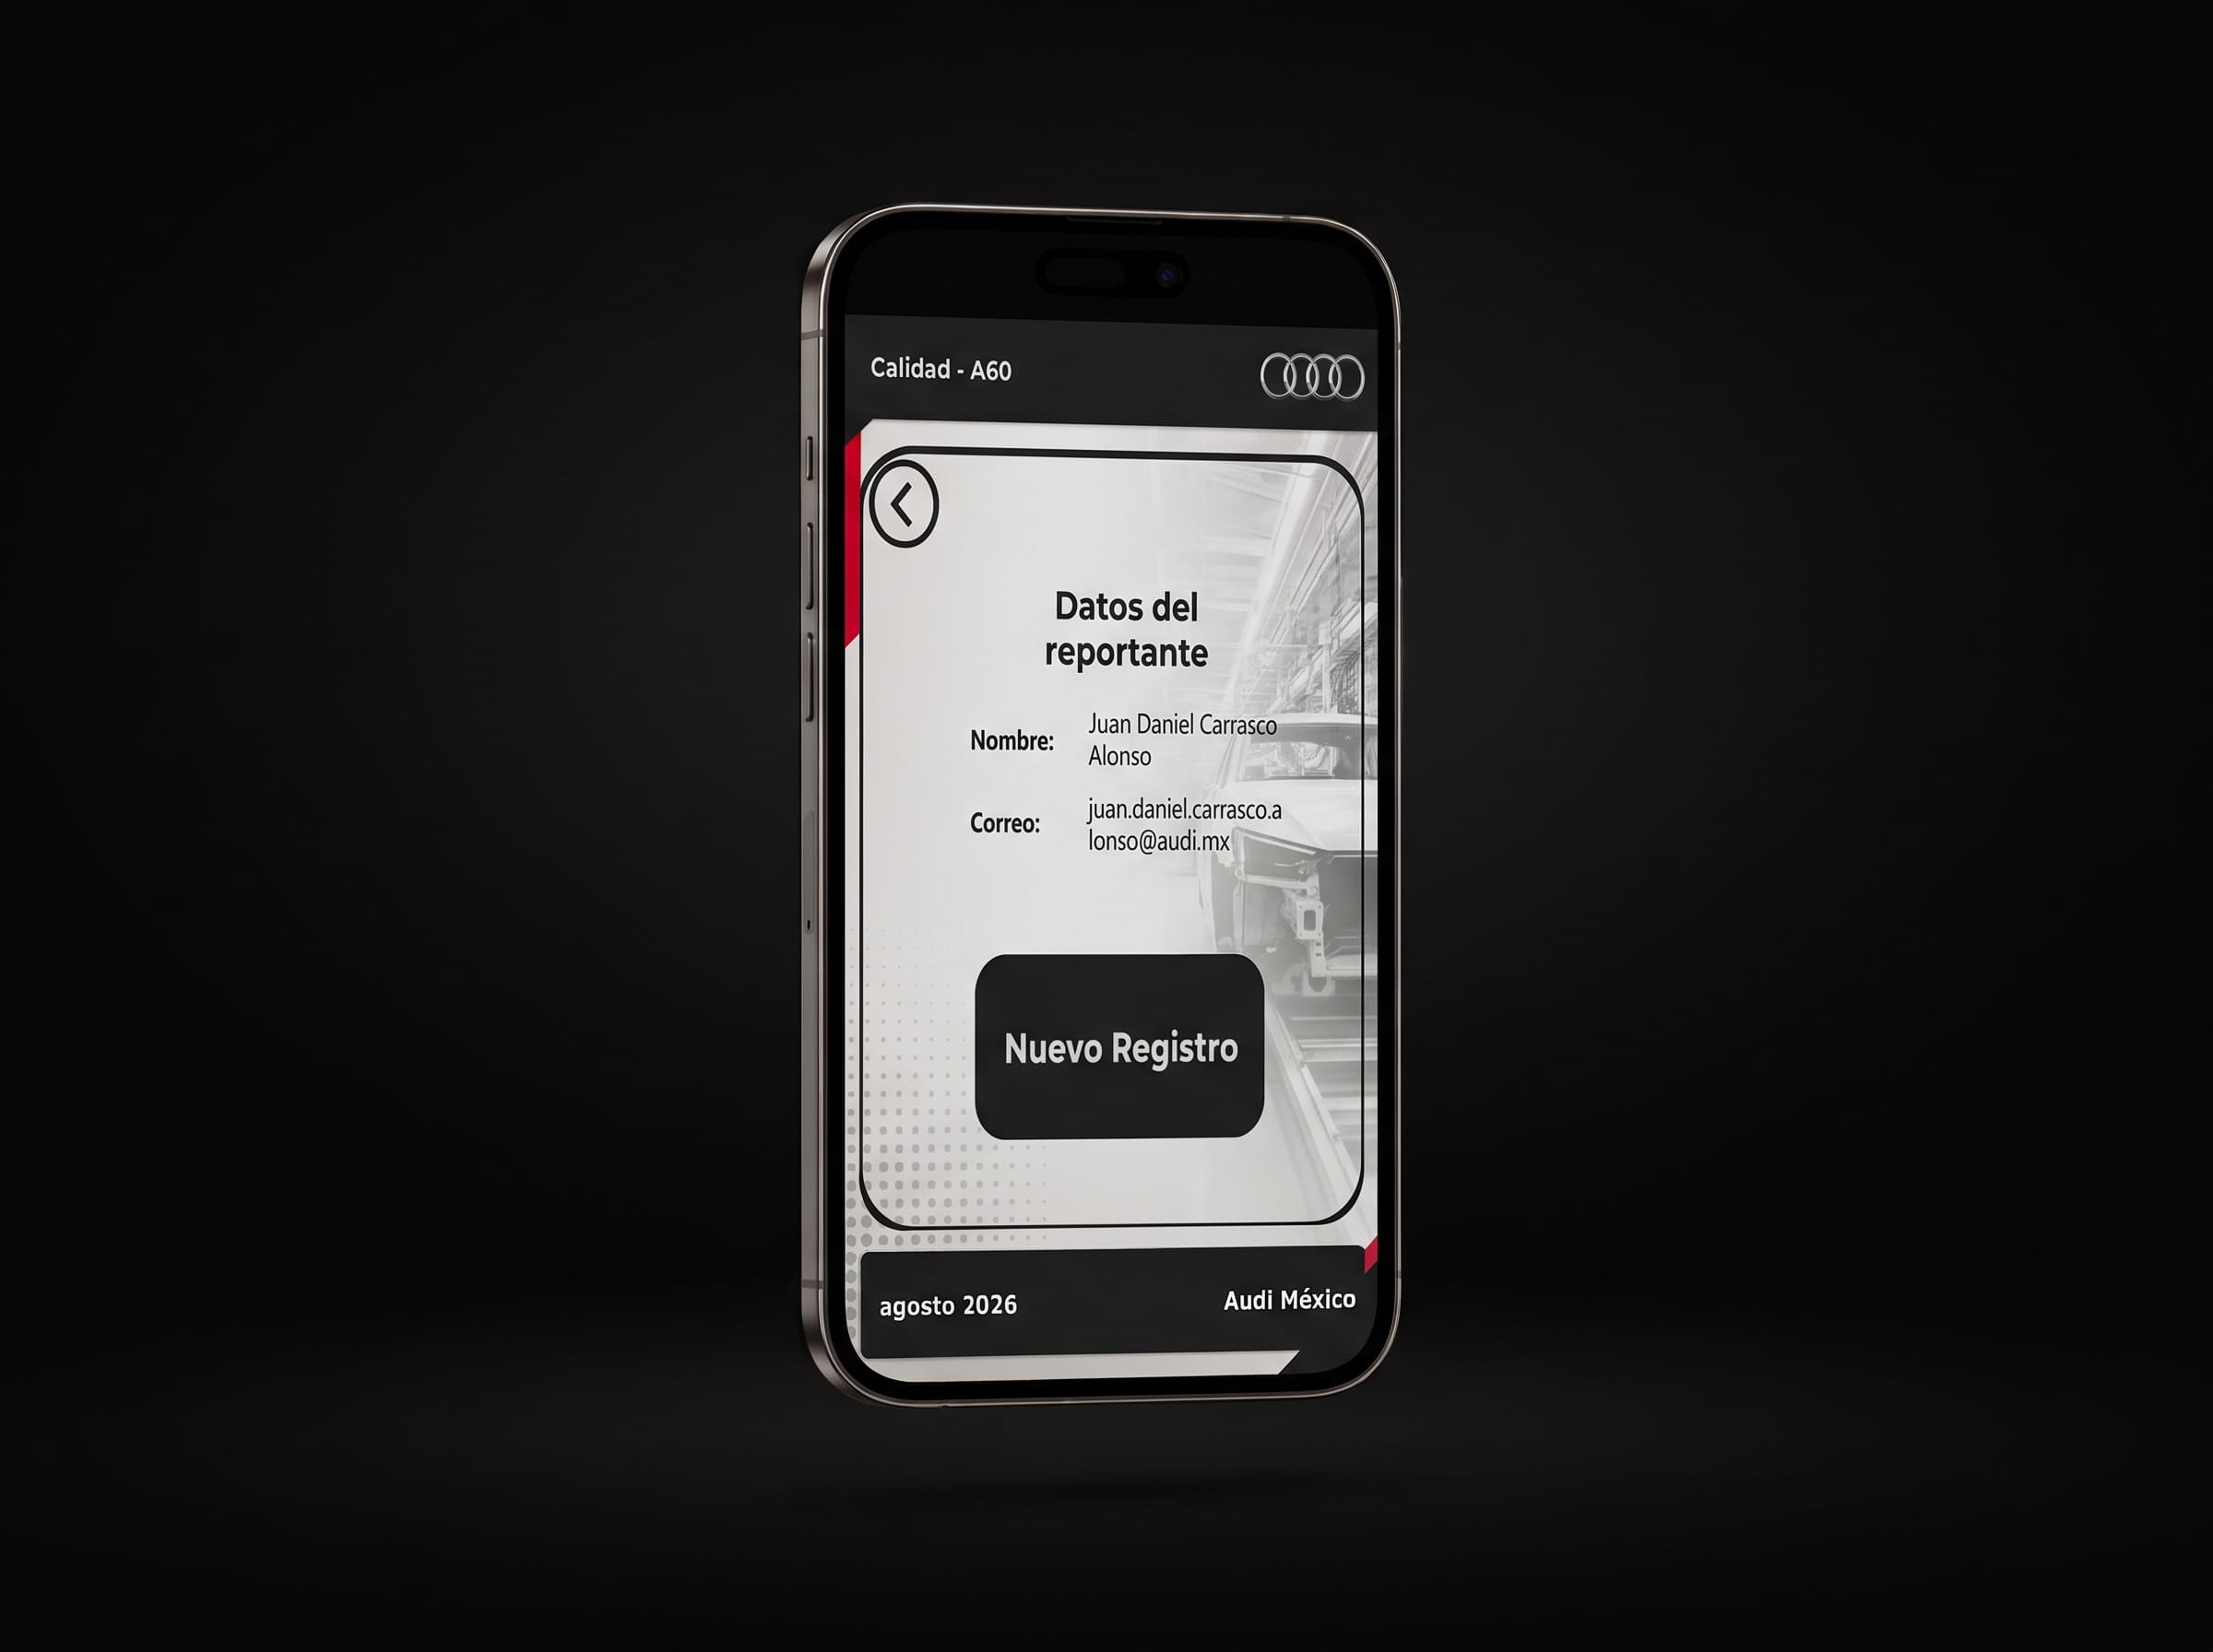 Calidad - A60
Datos del
reportante
Nombre:
Juan Daniel Carrasco
Alonso
Correo:
juan.daniel.carrasco.a
lonso@audi.mx
Nuevo Registro
agosto 2026
Audi México